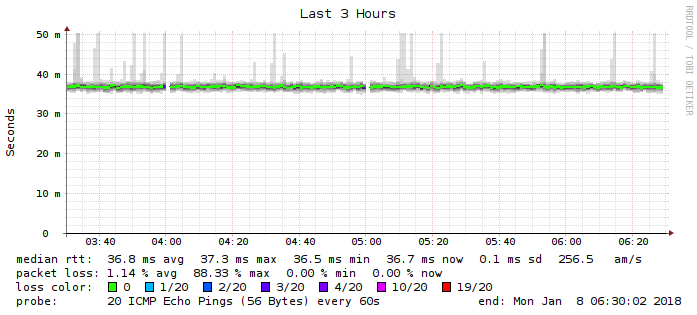 Last 3 Hours
RRDTOOL / TOBI OETIKER
Seconds
50 m
40 m
30 m
20 m
10 m
0
03:40 04:00 04:20 04:40 05:00 05:20 05:40 06:00 06:20
median rtt: 36.8 ms avg 37.3 ms max 36.5 ms min 36.7 ms now 0.1 ms sd 256.5 am/s
packet loss: 1.14 % avg 88.33 % max 0.00 % min 0.00 % now
loss color: 0 1/20 2/20 3/20 4/20 10/20 19/20
probe: 20 ICMP Echo Pings (56 Bytes) every 60s end: Mon Jan 8 06:30:02 2018